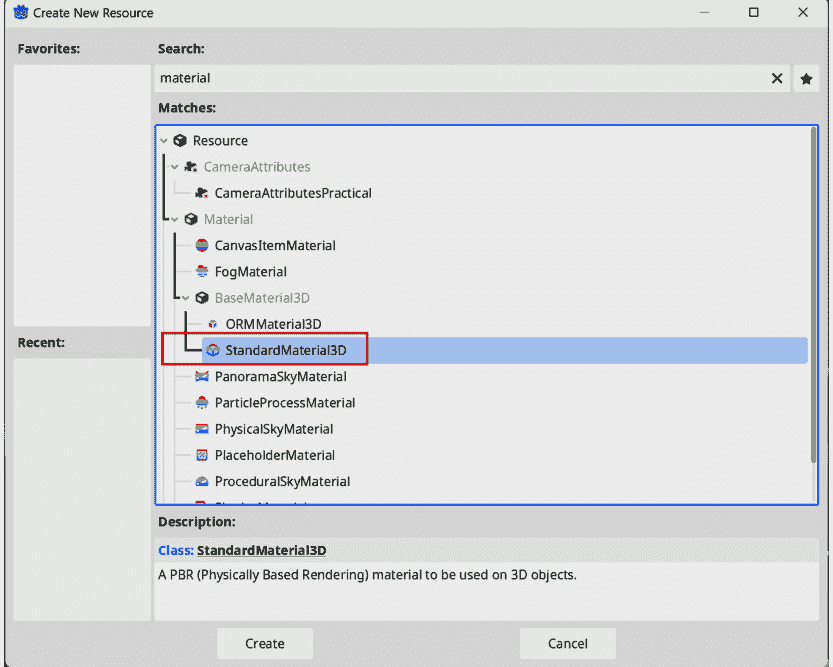 Create New Resource
Favorites:
Search:
material
Matches:
Resource
CameraAttributes
CameraAttributesPractical
Material
CanvasItemMaterial
FogMaterial
BaseMaterial3D
ORMMaterial3D
StandardMaterial3D
Recent:
PanoramaSkyMaterial
ParticleProcessMaterial
PhysicalSkyMaterial
PlaceholderMaterial
ProceduralSkyMaterial
Description:
Class: StandardMaterial3D
A PBR (Physically Based Rendering) material to be used on 3D objects.
Create
Cancel